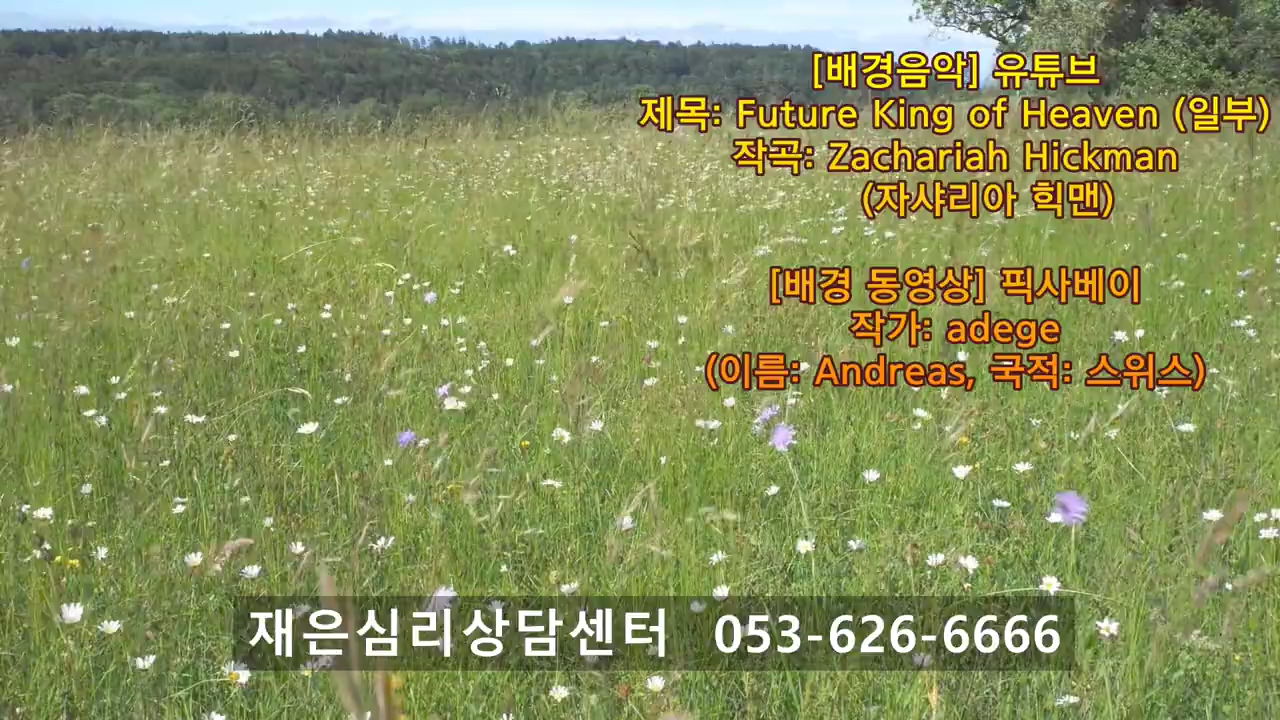 [배경음악] 유튜브
제목: Future King of Heaven (일부)
작곡: Zachariah Hickman
(자샤리아 힉맨)
[배경 동영상] 픽사베이
작가: adege
(이름: Andreas, 국적: 스위스)
재은심리상담센터 053-626-6666